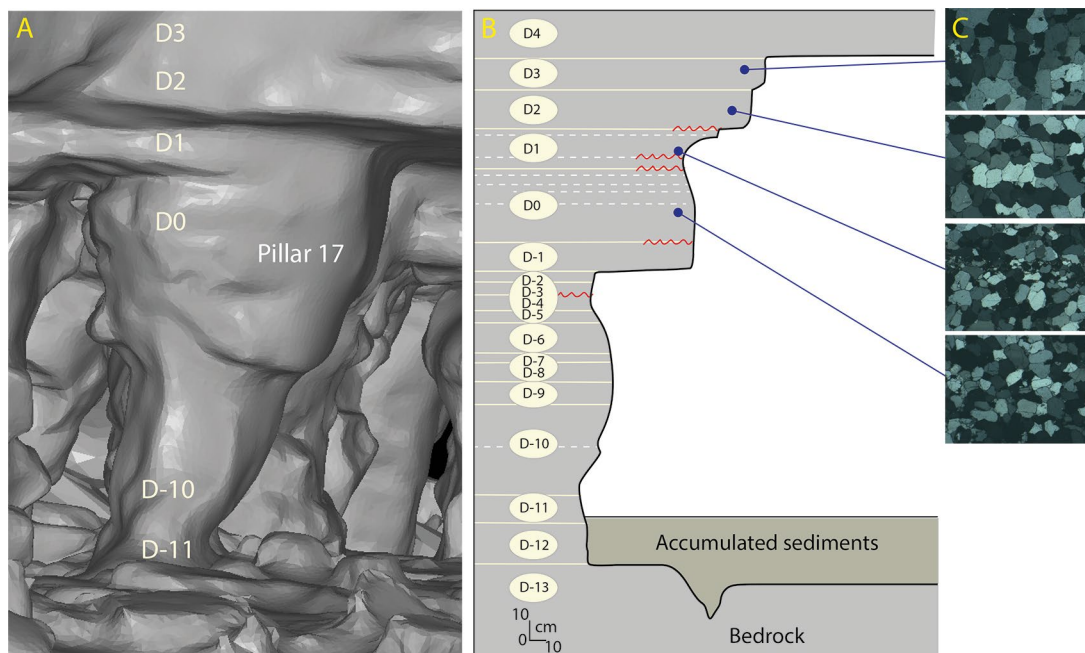 A
D3
D2
D1
D0
Pillar 17
D-10
D-11
B
D4
D3
D2
D1
D0
D-1
D-2
D-3
D-4
D-5
D-6
D-7
D-8
D-9
D-10
D-11
D-12
D-13
Accumulated sediments
10
cm
0
10
Bedrock
C